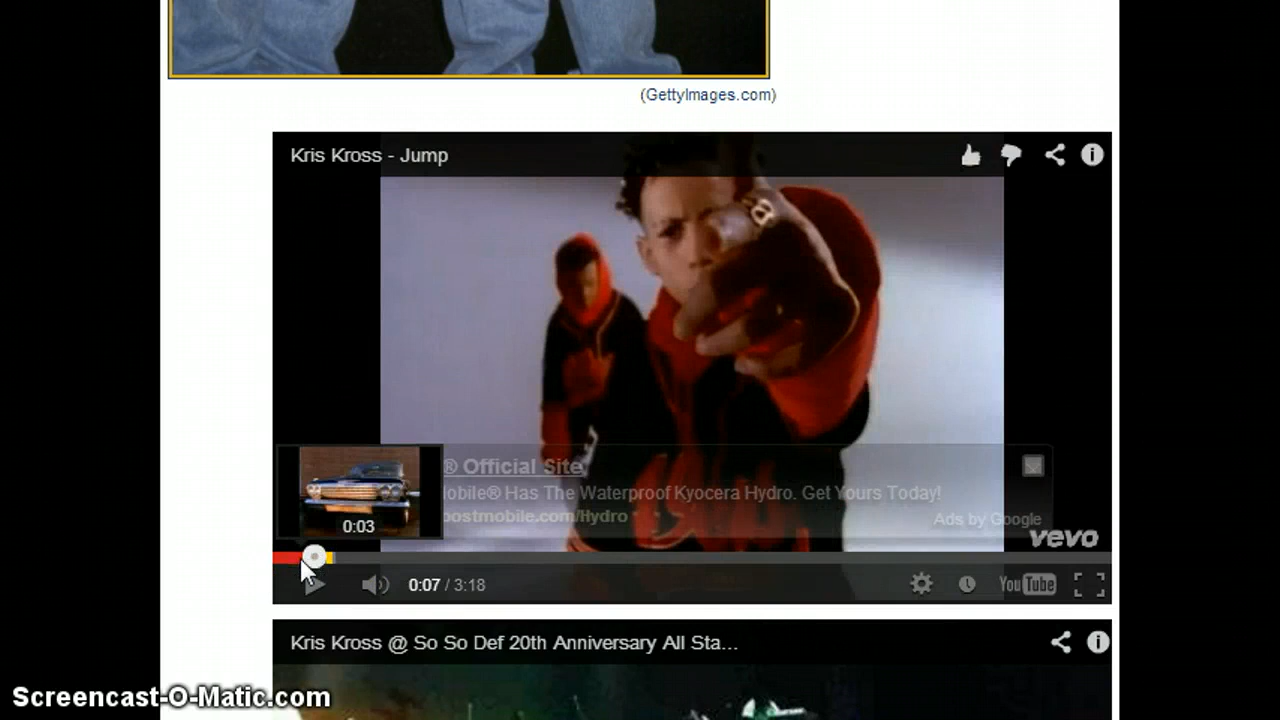 (GettyImages.com)
Kris Kross - Jump
® Official Site
obile® Has The Waterproof Kyocera Hydro. Get Yours Today!
oostmobile.com/Hydro
Ads by Google
0:03
vevo
0:07 / 3:18
YouTube
Kris Kross @ So So Def 20th Anniversary All Sta...
Screencast-O-Matic.com